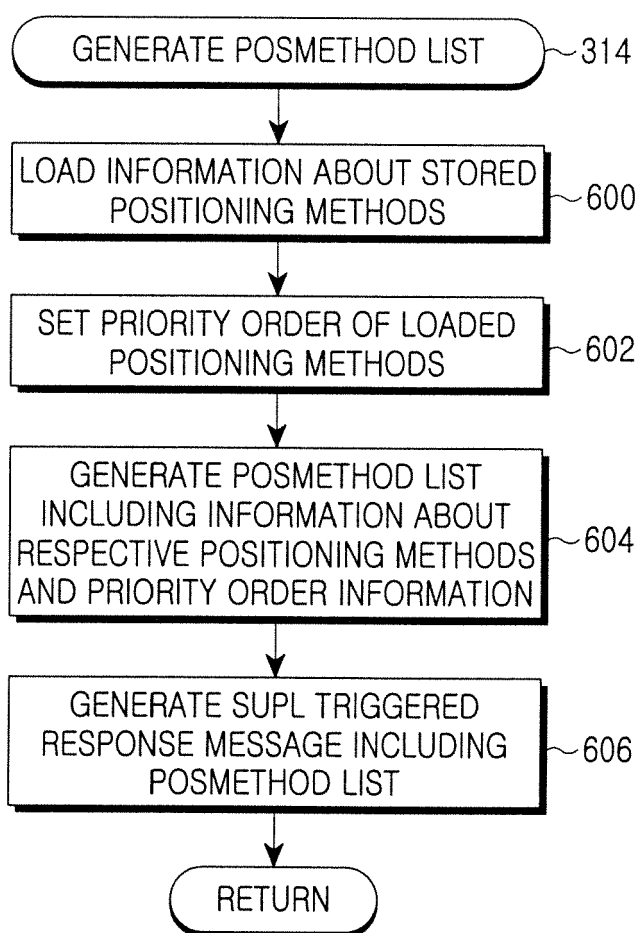 GENERATE POSMETHOD LIST
314
LOAD INFORMATION ABOUT STORED
POSITIONING METHODS
600
SET PRIORITY ORDER OF LOADED
POSITIONING METHODS
602
GENERATE POSMETHOD LIST
INCLUDING INFORMATION ABOUT
RESPECTIVE POSITIONING METHODS
AND PRIORITY ORDER INFORMATION
604
GENERATE SUPL TRIGGERED
RESPONSE MESSAGE INCLUDING
POSMETHOD LIST
606
RETURN